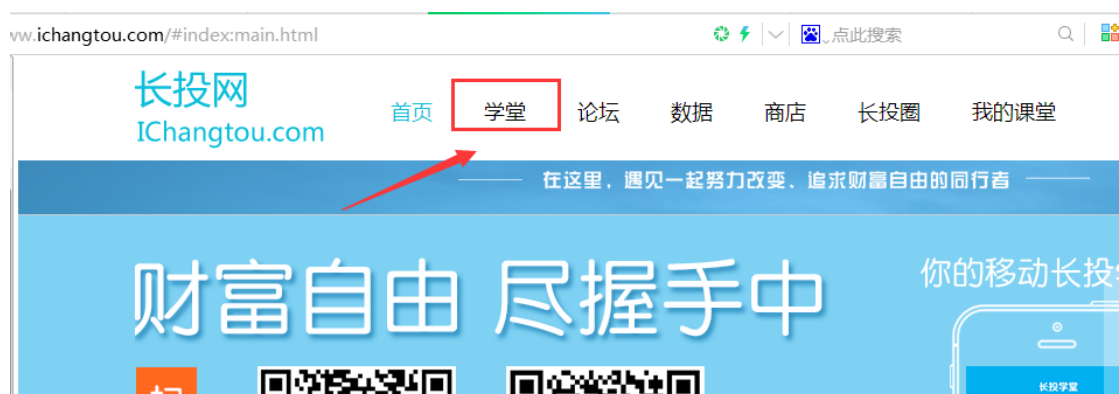 ww.ichangtou.com/#index:main.html
点此搜索
长投网
IChangtou.com
首页 学堂 论坛 数据 商店 长投圈 我的课堂
在这里，遇见一起努力改变、追求财富自由的同行者
财富自由 尽握手中
你的移动长投
长投学堂